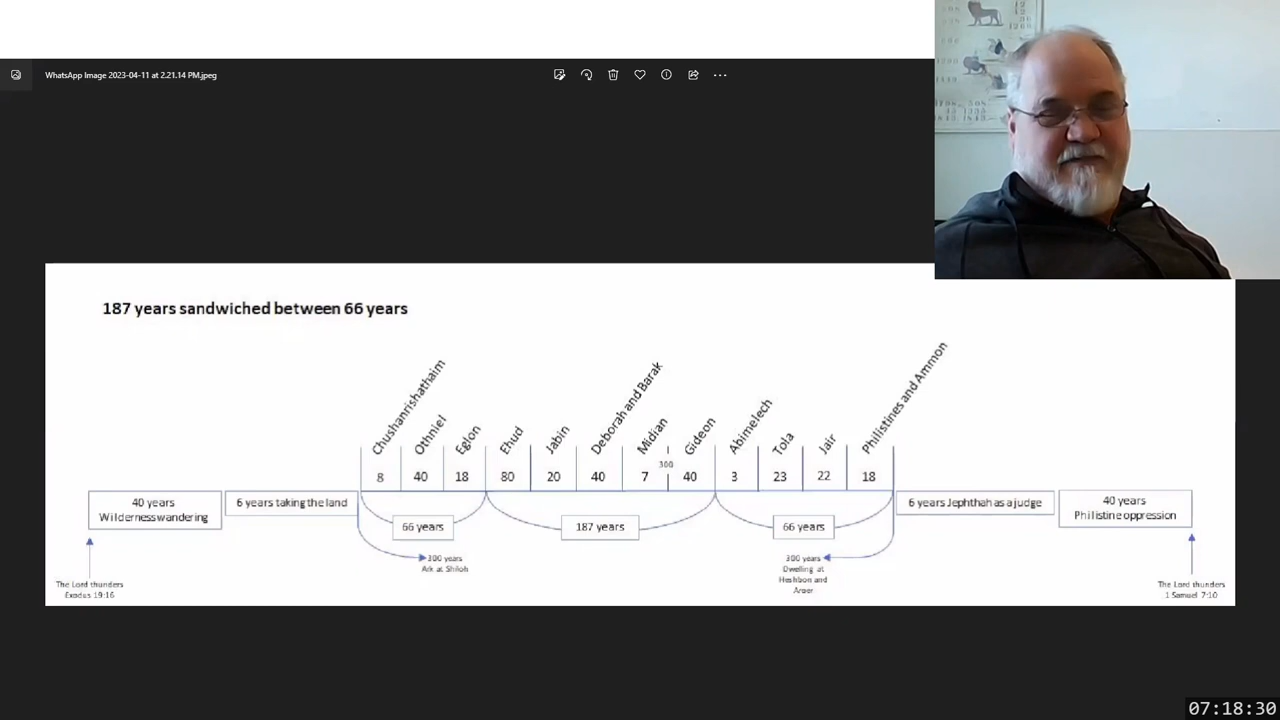 WhatsApp Image 2023-04-11 at 2.21.14 PM.jpeg
187 years sandwiched between 66 years
Chushanrishathaim
Othniel
Eglon
Ehud
Jabin
Deborah and Barak
Midian
Gideon
Abimelech
Tola
Jair
Philistines and Ammon
300
8 40 18 80 20 40 7 40 3 23 22 18
40 years
Wilderness wandering
6 years taking the land
66 years
187 years
66 years
6 years Jephthah as a judge
40 years
Philistine oppression
300 years
Ark at Shiloh
300 years
Dwelling at
Heshbon and
Aroer
The Lord thunders
Exodus 19:16
The Lord thunders
1 Samuel 7:10
07:18:30